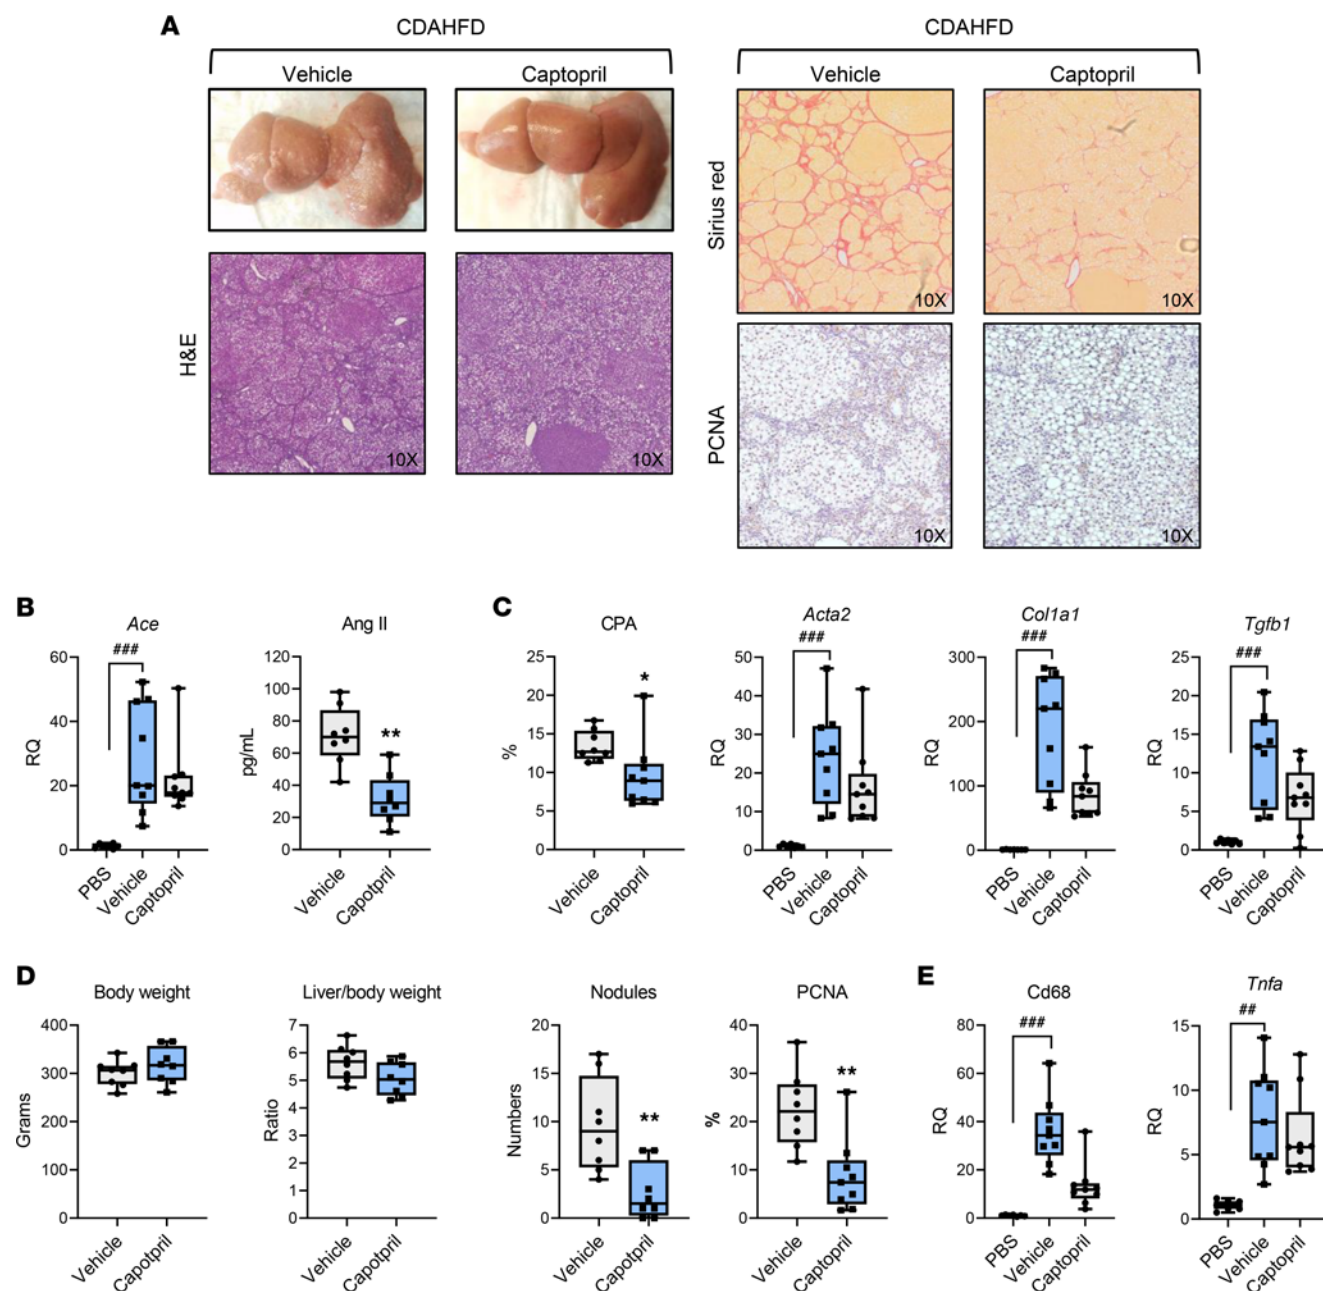 A
CDAHFD
CDAHFD
Vehicle
Captopril
Vehicle
Captopril
Sirius red
10X
10X
H&E
10X
10X
PCNA
10X
10X
B
Ace
###
RQ
60
40
20
0
PBS
Vehicle
Captopril
Ang II
pg/mL
120
100
80
60
40
20
0
**
Vehicle
Capotpril
C
CPA
%
25
20
15
10
5
0
*
Vehicle
Captopril
Acta2
###
RQ
50
40
30
20
10
0
PBS
Vehicle
Captopril
Col1a1
###
RQ
300
200
100
0
PBS
Vehicle
Captopril
Tgfb1
###
RQ
25
20
15
10
5
0
PBS
Vehicle
Captopril
D
Body weight
Grams
400
300
200
100
0
Vehicle
Capotpril
Liver/body weight
Ratio
7
6
5
4
3
2
1
0
Vehicle
Capotpril
Nodules
Numbers
20
15
10
5
0
**
Vehicle
Capotpril
PCNA
%
40
30
20
10
0
**
Vehicle
Captopril
E
Cd68
###
RQ
80
60
40
20
0
PBS
Vehicle
Captopril
Tnfa
##
RQ
15
10
5
0
PBS
Vehicle
Captopril